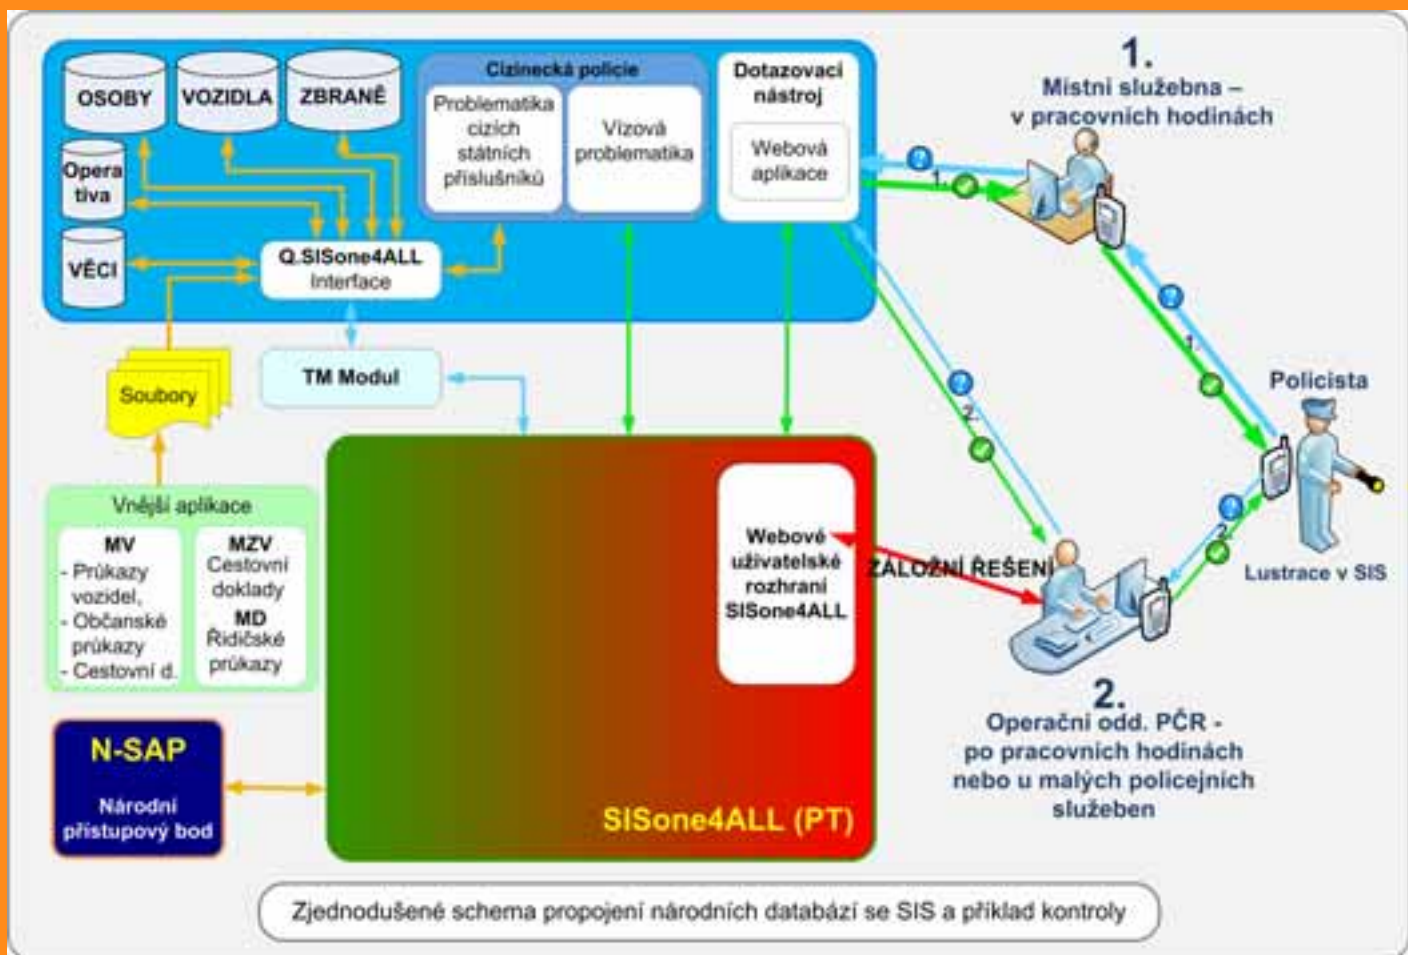 OSOBY
VOZIDLA
ZBRANĚ
Opera
tiva
VĚCI
Q.SISone4ALL
Interface
Cizinecká policie
Problematika
cizích
státních
příslušníků
Vízová
problematika
Dotazovací
nástroj
Webová
aplikace
1.
Místní služebna –
v pracovních hodinách
?
1.
?
1.
?
2.
?
2.
Policista
Lustrace v SIS
TM Modul
Soubory
Vnější aplikace
MV
- Průkazy
vozidel,
- Občanské
průkazy
- Cestovní d.
MZV
Cestovní
doklady
MD
Řidičské
průkazy
Webové
uživatelské
rozhraní
SISone4ALL
ZÁLOŽNÍ ŘEŠENÍ
2.
Operační odd. PČR -
po pracovních hodinách
nebo u malých policejních
služeben
N-SAP
Národní
přístupový bod
SISone4ALL (PT)
Zjednodušené schema propojení národních databází se SIS a příklad kontroly